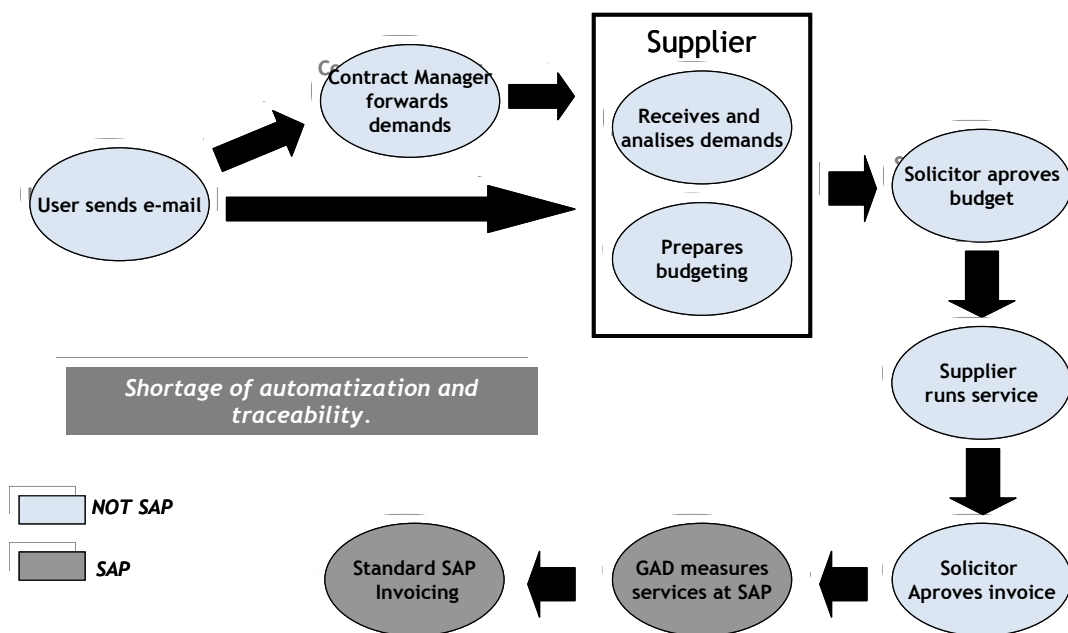 Supplier
Contract Manager
forwards
demands
Receives and
analises demands
User sends e-mail
Solicitor aproves
budget
Prepares
budgeting
Shortage of automatization and
traceability.
Supplier
runs service
NOT SAP
SAP
Standard SAP
Invoicing
GAD measures
services at SAP
Solicitor
Aproves invoice